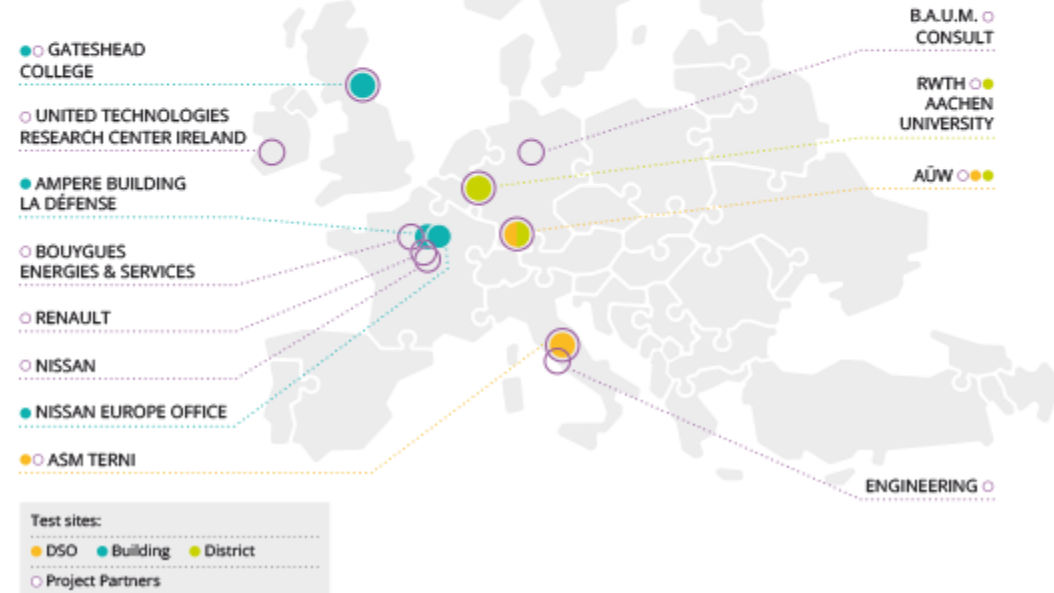 GATESHEAD
COLLEGE
UNITED TECHNOLOGIES
RESEARCH CENTER IRELAND
AMPERE BUILDING
LA DÉFENSE
BOUYGUES
ENERGIES & SERVICES
RENAULT
NISSAN
NISSAN EUROPE OFFICE
ASM TERNI
B.A.U.M.
CONSULT
RWTH
AACHEN
UNIVERSITY
AŪW
ENGINEERING
Test sites:
DSO Building District
Project Partners